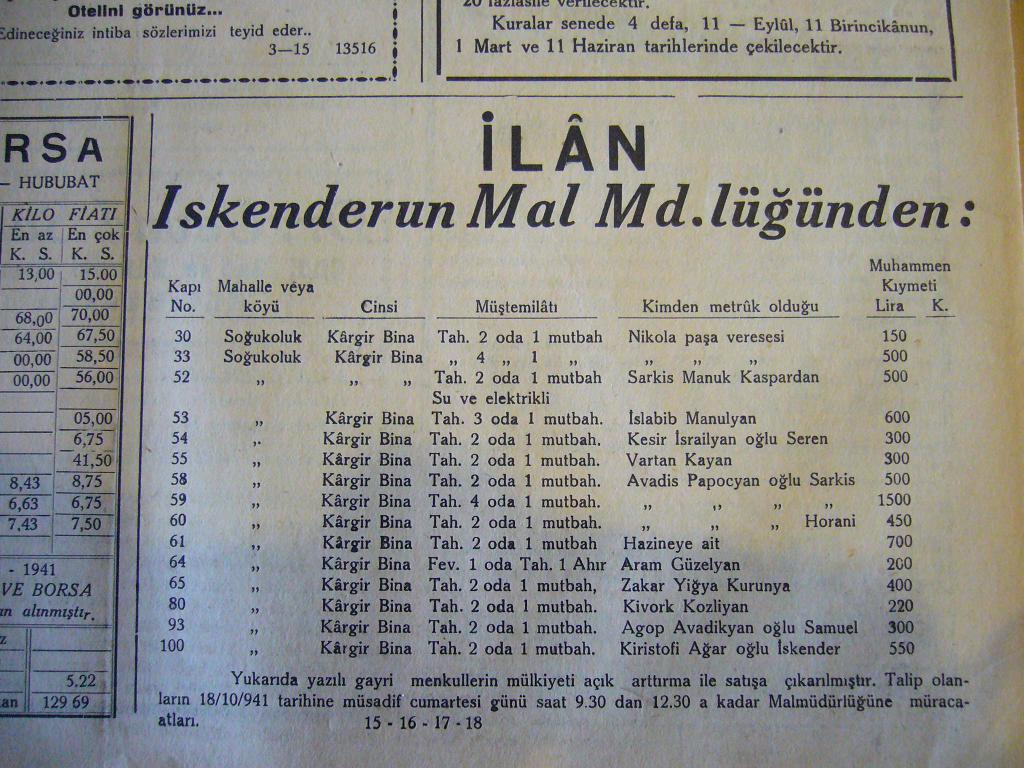 Otelini görünüz...
Edineceğiniz intiba sözlerimizi teyid eder..
3—15 13516
20 fazlasile verilecektir.
Kuralar senede 4 defa, 11 — Eylûl, 11 Birincikânun,
1 Mart ve 11 Haziran tarihlerinde çekilecektir.
RSA
— HUBUBAT
KİLO FİATI
En az En çok
K. S. K. S.
13,00 15.00
00,00
68,00 70,00
64,00 67,50
00,00 58,50
00,00 56,00
05,00
6,75
41,50
8,43 8,75
6,63 6,75
7,43 7,50
- 1941
VE BORSA
alınmıştır.
5.22
129 69
İLÂN
Iskenderun Mal Md.lüğünden:
Kapı No. Mahalle veya köyü Cinsi Müştemilâtı Kimden metrûk olduğu Muhammen Kıymeti Lira K.
30 Soğukoluk Kârgir Bina Tah. 2 oda 1 mutbah Nikola paşa veresesi 150
33 Soğukoluk Kârgir Bina „ 4 „ 1 „ „ „ „ 500
52 „ „ „ Tah. 2 oda 1 mutbah Sarkis Manuk Kaspardan 500
Su ve elektrikli
53 „ Kârgir Bina Tah. 3 oda 1 mutbah. İslabib Manulyan 600
54 „ Kârgir Bina Tah. 2 oda 1 mutbah. Kesir İsrailyan oğlu Seren 300
55 „ Kârgir Bina Tah. 2 oda 1 mutbah. Vartan Kayan 300
58 „ Kârgir Bina Tah. 2 oda 1 mutbah. Avadis Papocyan oğlu Sarkis 500
59 „ Kârgir Bina Tah. 4 oda 1 mutbah. „ „ „ „ 1500
60 „ Kârgir Bina Tah. 2 oda 1 mutbah. „ „ „ Horani 450
61 „ Kârgir Bina Tah. 2 oda 1 mutbah Hazineye ait 700
64 „ Kârgir Bina Fev. 1 oda Tah. 1 Ahır Aram Güzelyan 200
65 „ Kârgir Bina Tah. 2 oda 1 mutbah, Zakar Yiğya Kurunya 400
80 „ Kârgir Bina Tah. 2 oda 1 mutbah. Kivork Kozliyan 220
93 „ Kârgir Bina Tah. 2 oda 1 mutbah. Agop Avadikyan oğlu Samuel 300
100 „ Kârgir Bina Tah. 2 oda 1 mutbah. Kiristofi Ağar oğlu İskender 550
Yukarıda yazılı gayri menkullerin mülkiyeti açık arttırma ile satışa çıkarılmıştır. Talip olan-
ların 18/10/941 tarihine müsadif cumartesi günü saat 9.30 dan 12.30 a kadar Malmüdürlüğüne müraca-
atları. 15 - 16 - 17 - 18